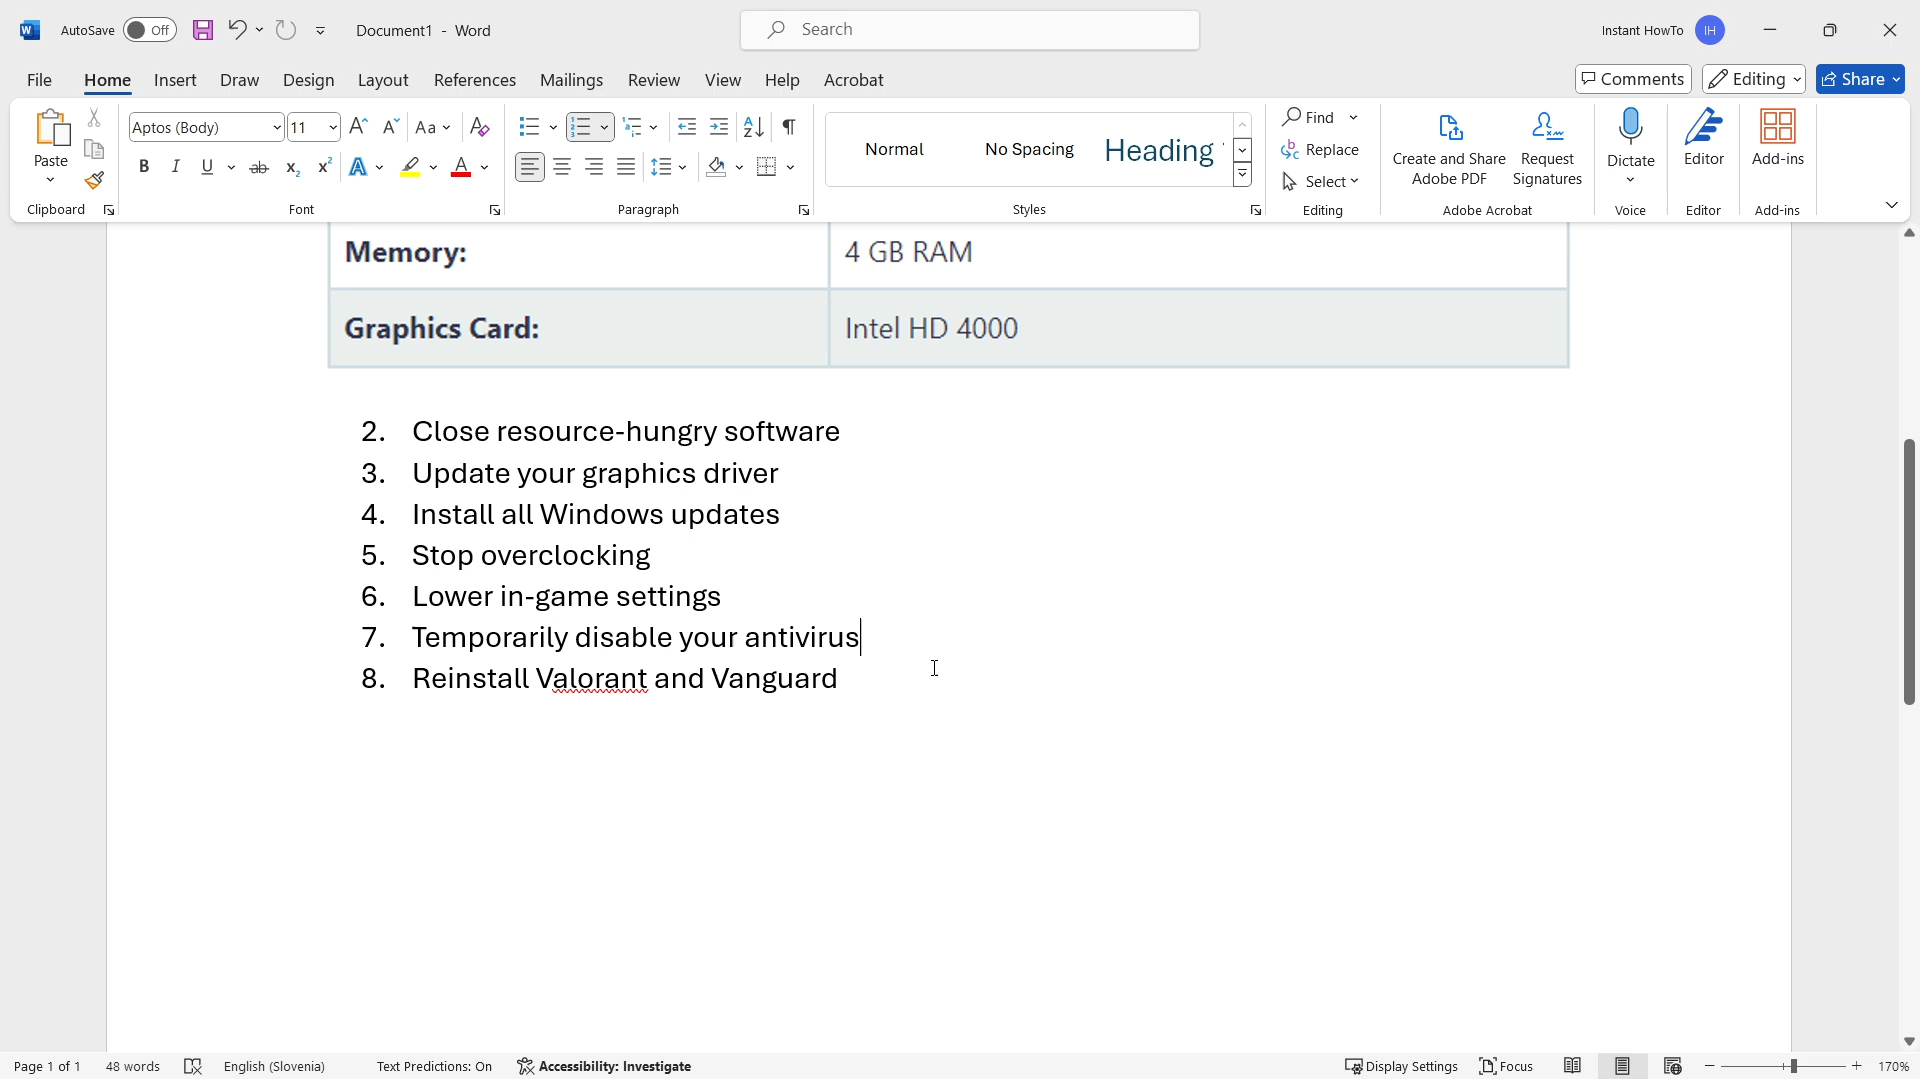 AutoSave Off Document1 - Word Search Instant HowTo IH
File Home Insert Draw Design Layout References Mailings Review View Help Acrobat Comments Editing Share
Paste Aptos (Body) 11 Aa Normal No Spacing Heading Find Replace Select Create and Share Adobe PDF Request Signatures Dictate Editor Add-ins
Clipboard Font Paragraph Styles Editing Adobe Acrobat Voice Editor Add-ins
Memory: 4 GB RAM
Graphics Card: Intel HD 4000
2. Close resource-hungry software
3. Update your graphics driver
4. Install all Windows updates
5. Stop overclocking
6. Lower in-game settings
7. Temporarily disable your antivirus
8. Reinstall Valorant and Vanguard
Page 1 of 1 48 words English (Slovenia) Text Predictions: On Accessibility: Investigate Display Settings Focus 170%